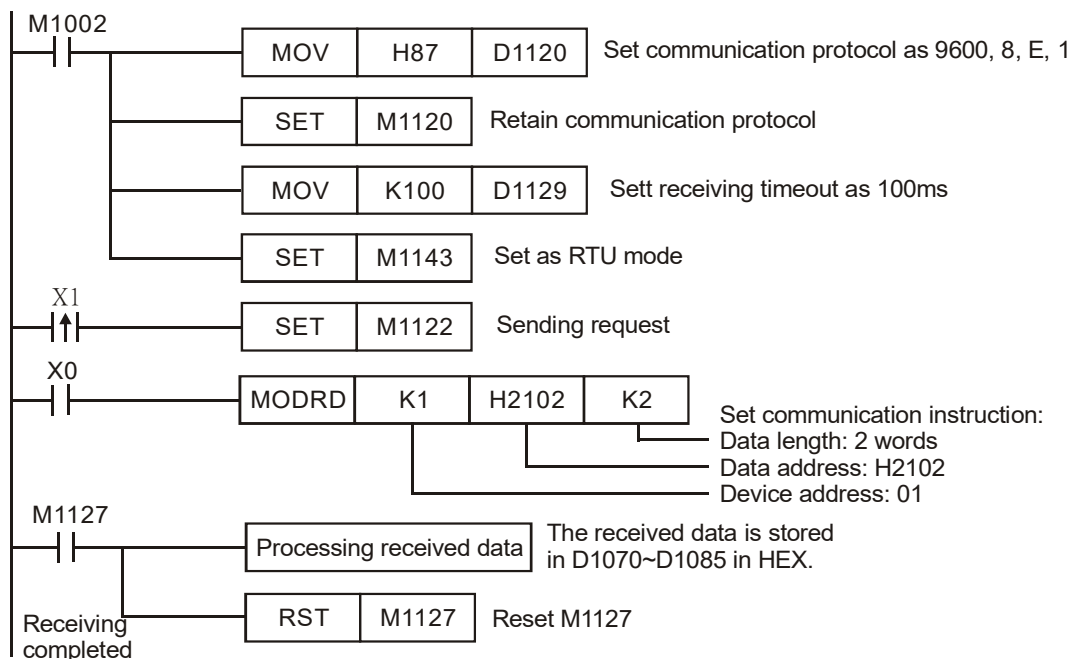 M1002
MOV H87 D1120 Set communication protocol as 9600, 8, E, 1
SET M1120 Retain communication protocol
MOV K100 D1129 Sett receiving timeout as 100ms
SET M1143 Set as RTU mode
X1
SET M1122 Sending request
X0
MODRD K1 H2102 K2
Set communication instruction:
Data length: 2 words
Data address: H2102
Device address: 01
M1127
Processing received data
The received data is stored
in D1070~D1085 in HEX.
RST M1127 Reset M1127
Receiving
completed